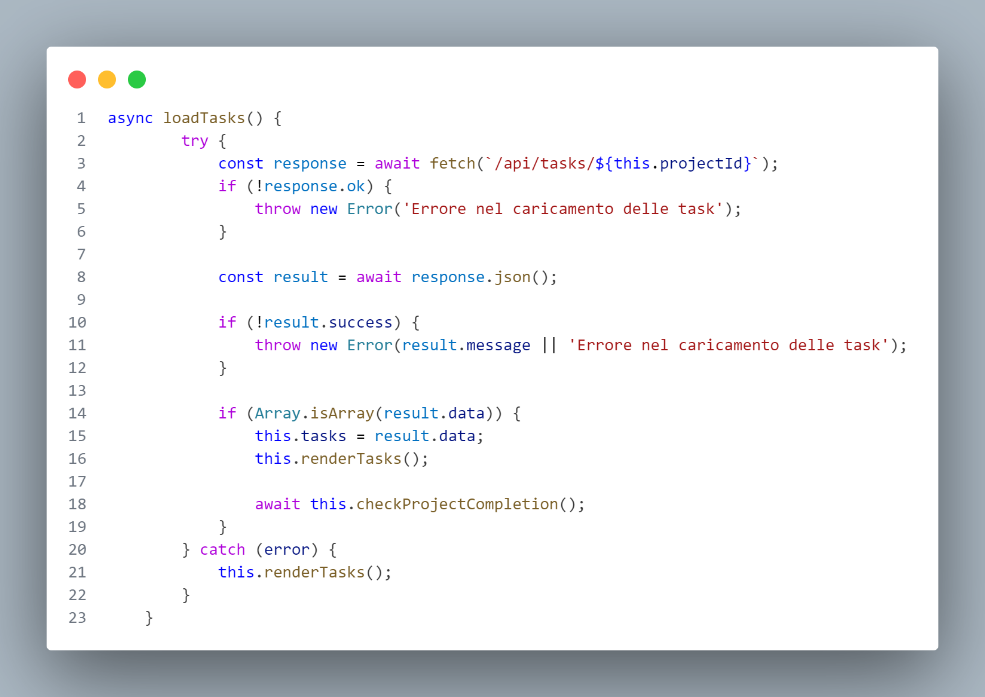 1 async loadTasks() {
2 try {
3 const response = await fetch(`/api/tasks/${this.projectId}`);
4 if (!response.ok) {
5 throw new Error('Errore nel caricamento delle task');
6 }
7
8 const result = await response.json();
9
10 if (!result.success) {
11 throw new Error(result.message || 'Errore nel caricamento delle task');
12 }
13
14 if (Array.isArray(result.data)) {
15 this.tasks = result.data;
16 this.renderTasks();
17
18 await this.checkProjectCompletion();
19 }
20 } catch (error) {
21 this.renderTasks();
22 }
23 }